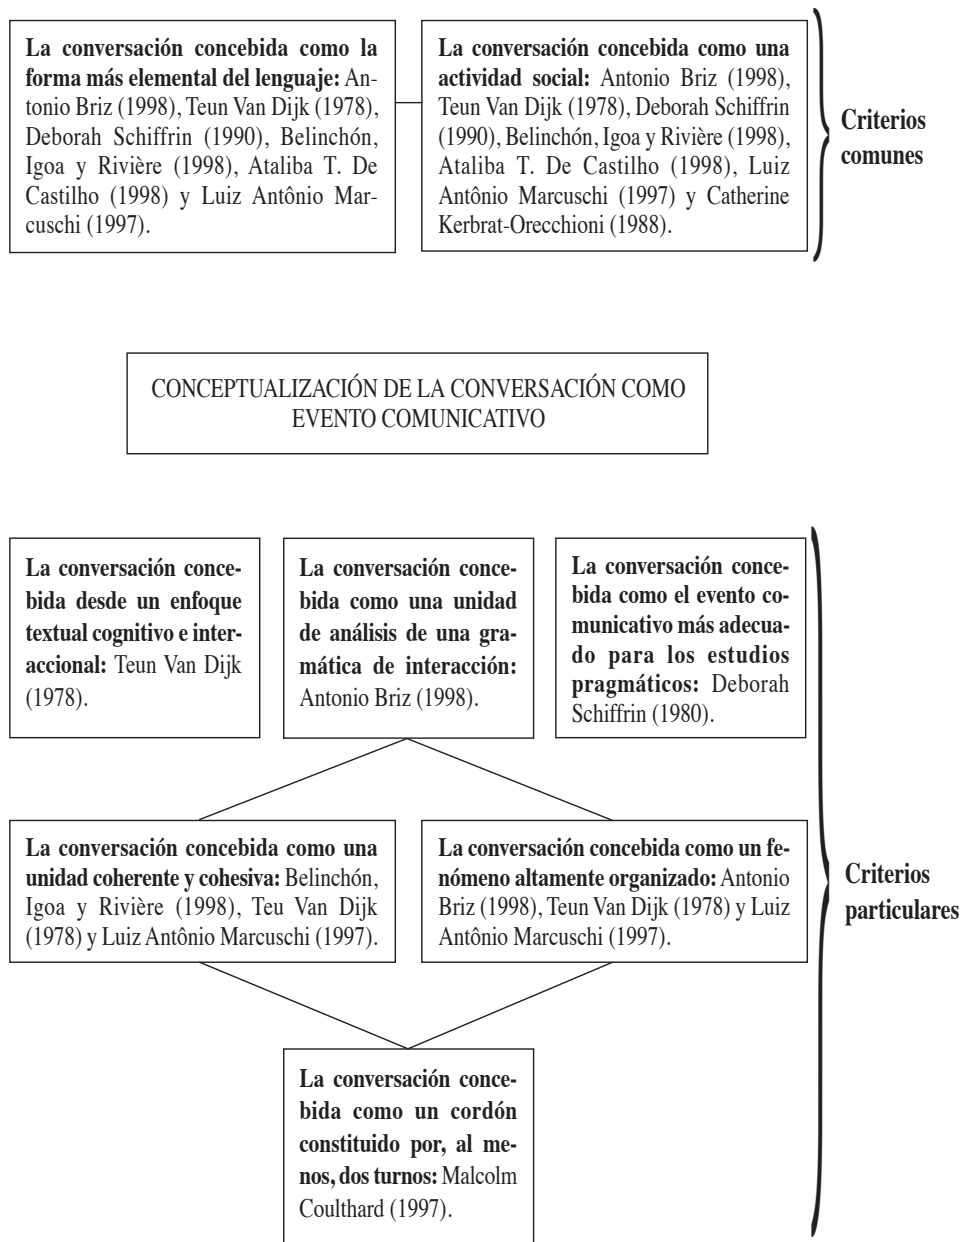 La conversación concebida como la
forma más elemental del lenguaje: An-
tonio Briz (1998), Teun Van Dijk (1978),
Deborah Schiffrin (1990), Belinchón,
Igoa y Rivière (1998), Ataliba T. De
Castilho (1998) y Luiz Antônio Mar-
cuschi (1997).
La conversación concebida como una
actividad social: Antonio Briz (1998),
Teun Van Dijk (1978), Deborah Schiffrin
(1990), Belinchón, Igoa y Rivière (1998),
Ataliba T. De Castilho (1998), Luiz
Antônio Marcuschi (1997) y Catherine
Kerbrat-Orecchioni (1988).
Criterios
comunes
CONCEPTUALIZACIÓN DE LA CONVERSACIÓN COMO
EVENTO COMUNICATIVO
La conversación conce-
bida desde un enfoque
textual cognitivo e inter-
accional: Teun Van Dijk
(1978).
La conversación conce-
bida como una unidad
de análisis de una gra-
mática de interacción:
Antonio Briz (1998).
La conversación conce-
bida como el evento co-
municativo más adecua-
do para los estudios
pragmáticos: Deborah
Schiffrin (1980).
La conversación concebida como una
unidad coherente y cohesiva: Belinchón,
Igoa y Rivière (1998), Teu Van Dijk
(1978) y Luiz Antônio Marcuschi (1997).
La conversación concebida como un fe-
nómeno altamente organizado: Antonio
Briz (1998), Teun Van Dijk (1978) y Luiz
Antônio Marcuschi (1997).
Criterios
particulares
La conversación conce-
bida como un cordón
constituido por, al me-
nos, dos turnos: Malcolm
Coulthard (1997).